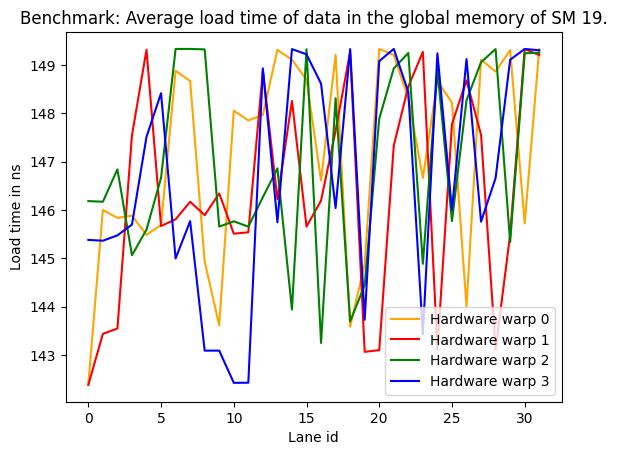 Benchmark: Average load time of data in the global memory of SM 19.
Load time in ns
149
148
147
146
145
144
143
0 5 10 15 20 25 30
Lane id
Hardware warp 0
Hardware warp 1
Hardware warp 2
Hardware warp 3